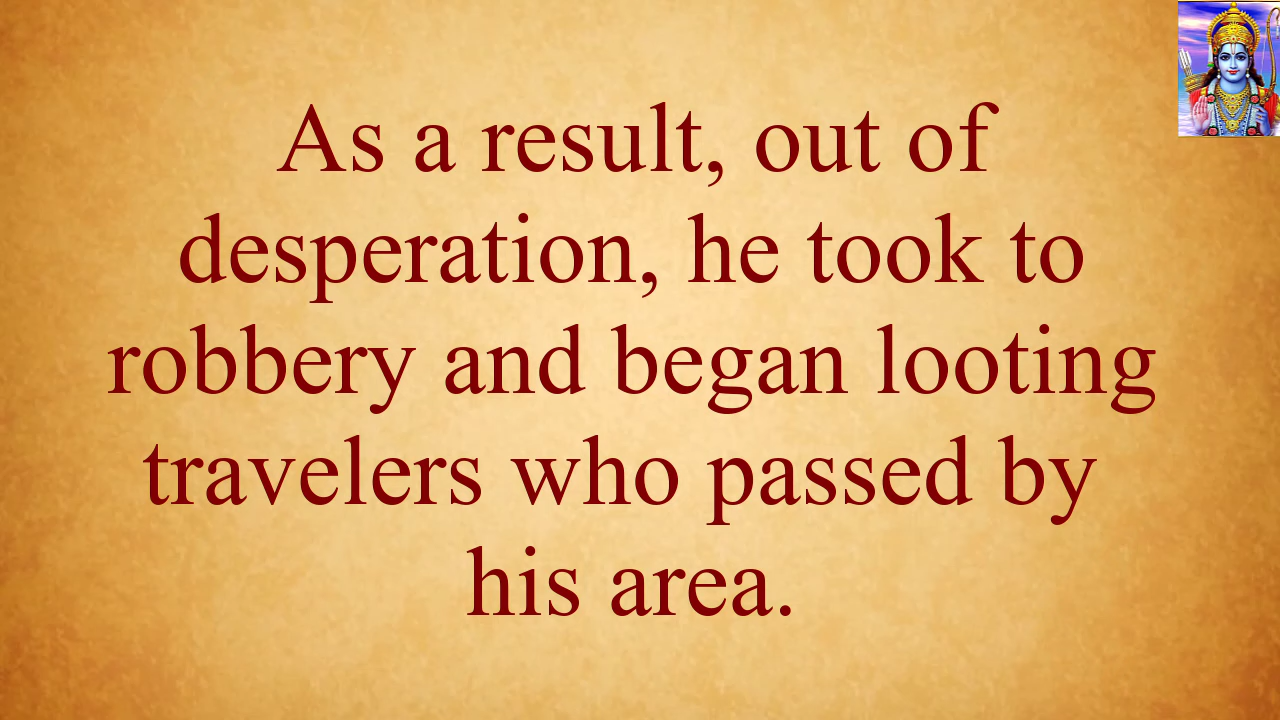 As a result, out of
desperation, he took to
robbery and began looting
travelers who passed by
his area.